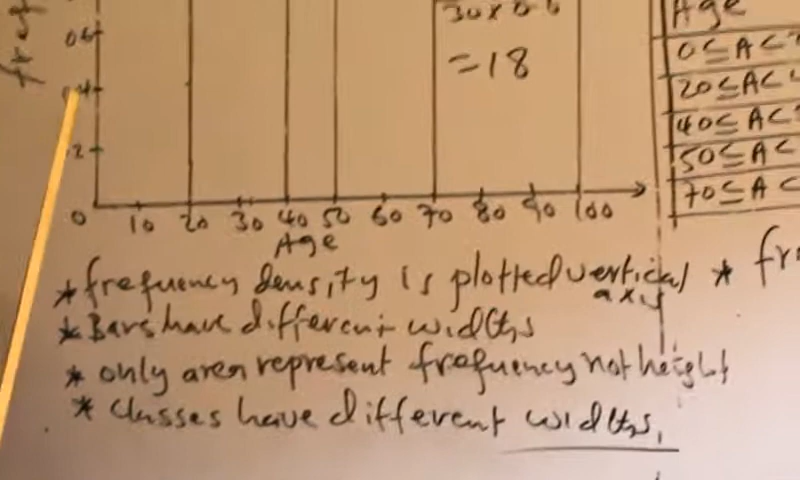 30×0.6
=18
0.6
0.4
.2
0 10 20 30 40 50 60 70 80 90 100
Age
Age
0≤A<
20≤A<
40≤A<
50≤A<
70≤A<
* frequency density is plotted vertical axis
* fr
* Bars have different widths
* only area represent frequency not height
* Classes have different widths,